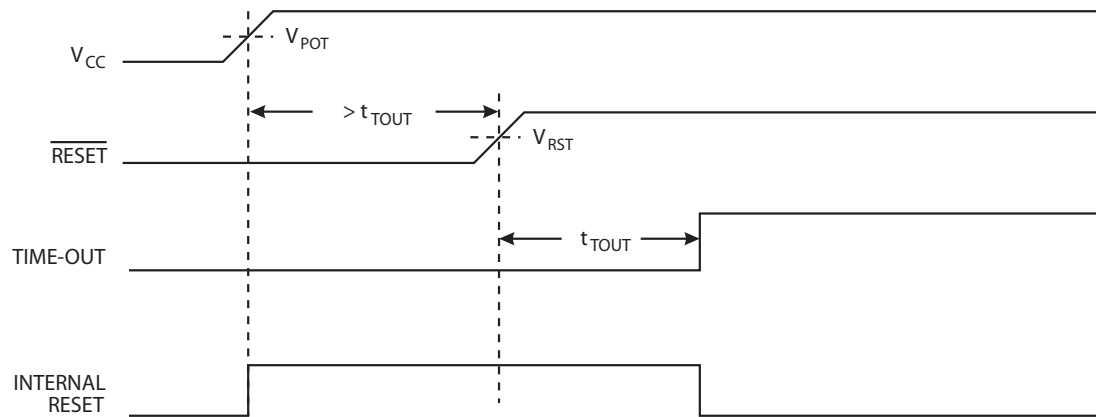 V_CC
V_POT
> t_TOUT
RESET
V_RST
TIME-OUT
t_TOUT
INTERNAL
RESET